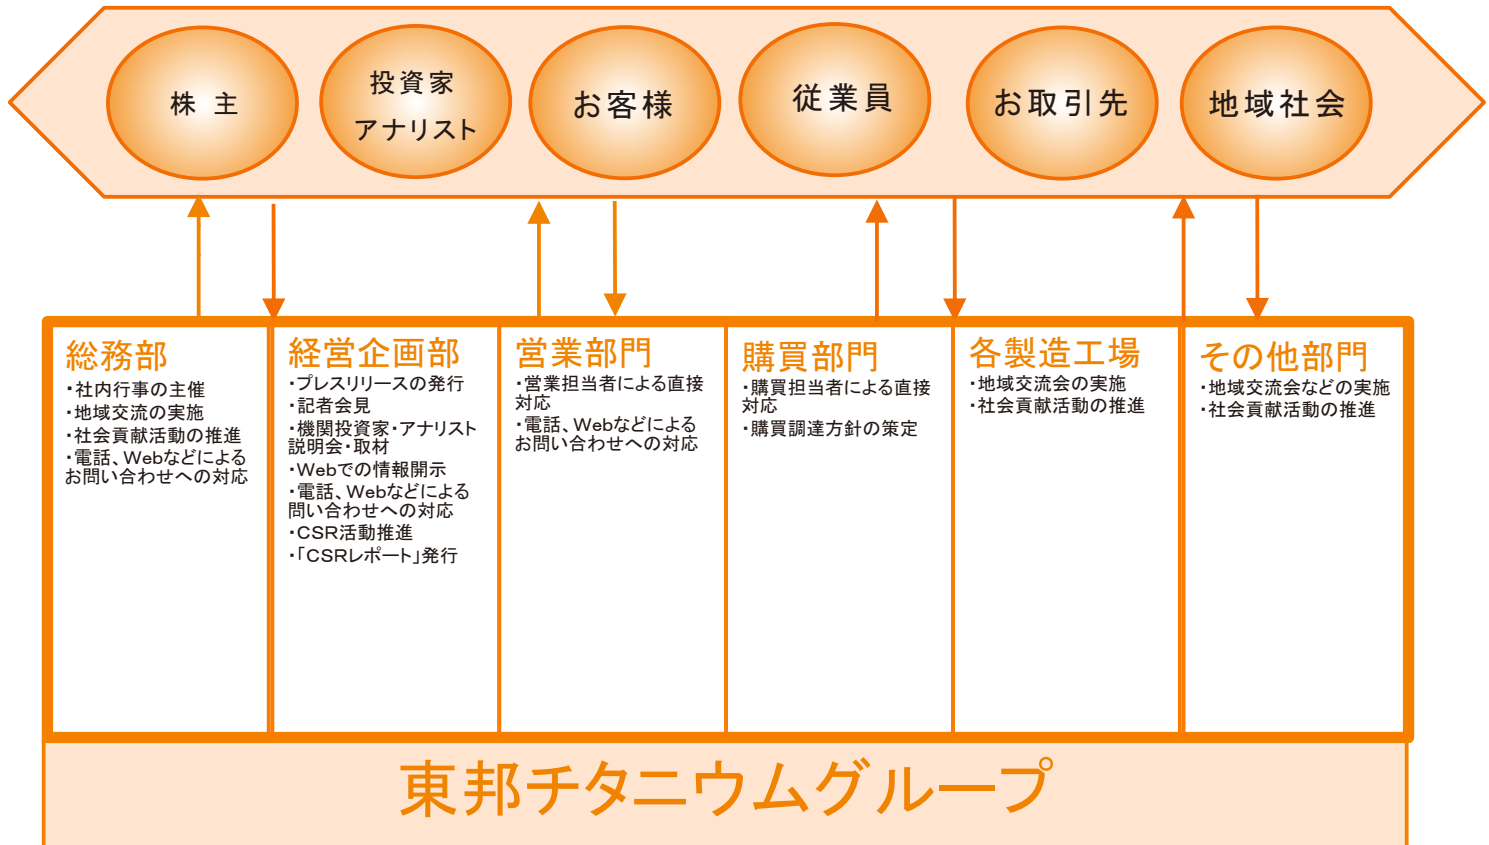 株 主
投資家
アナリスト
お客様
従業員
お取引先
地域社会
総務部
・社内行事の主催
・地域交流の実施
・社会貢献活動の推進
・電話、Webなどによる
お問い合わせへの対応
経営企画部
・プレスリリースの発行
・記者会見
・機関投資家・アナリスト
説明会・取材
・Webでの情報開示
・電話、Webなどによる
問い合わせへの対応
・CSR活動推進
・「CSRレポート」発行
営業部門
・営業担当者による直接
対応
・電話、Webなどによる
お問い合わせへの対応
購買部門
・購買担当者による直接
対応
・購買調達方針の策定
各製造工場
・地域交流会の実施
・社会貢献活動の推進
その他部門
・地域交流会などの実施
・社会貢献活動の推進
東邦チタニウムグループ